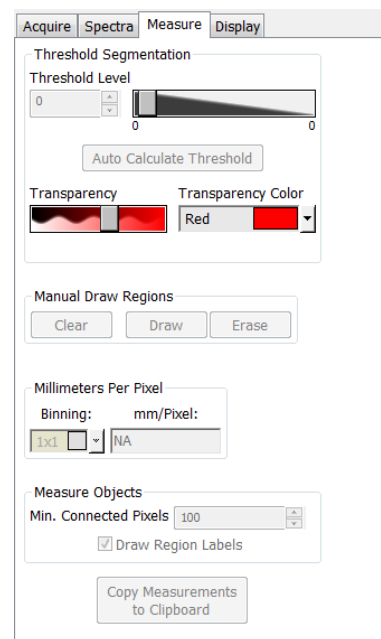 Acquire Spectra Measure Display
Threshold Segmentation
Threshold Level
0
0 0
Auto Calculate Threshold
Transparency Transparency Color
Red
Manual Draw Regions
Clear Draw Erase
Millimeters Per Pixel
Binning: mm/Pixel:
1x1 NA
Measure Objects
Min. Connected Pixels 100
Draw Region Labels
Copy Measurements
to Clipboard